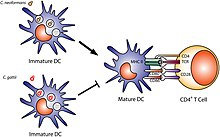 C. neoformans
Immature DC
C. gattii
Immature DC
MHC II
CD4
TCR
CD28
Mature DC
CD4+ T Cell